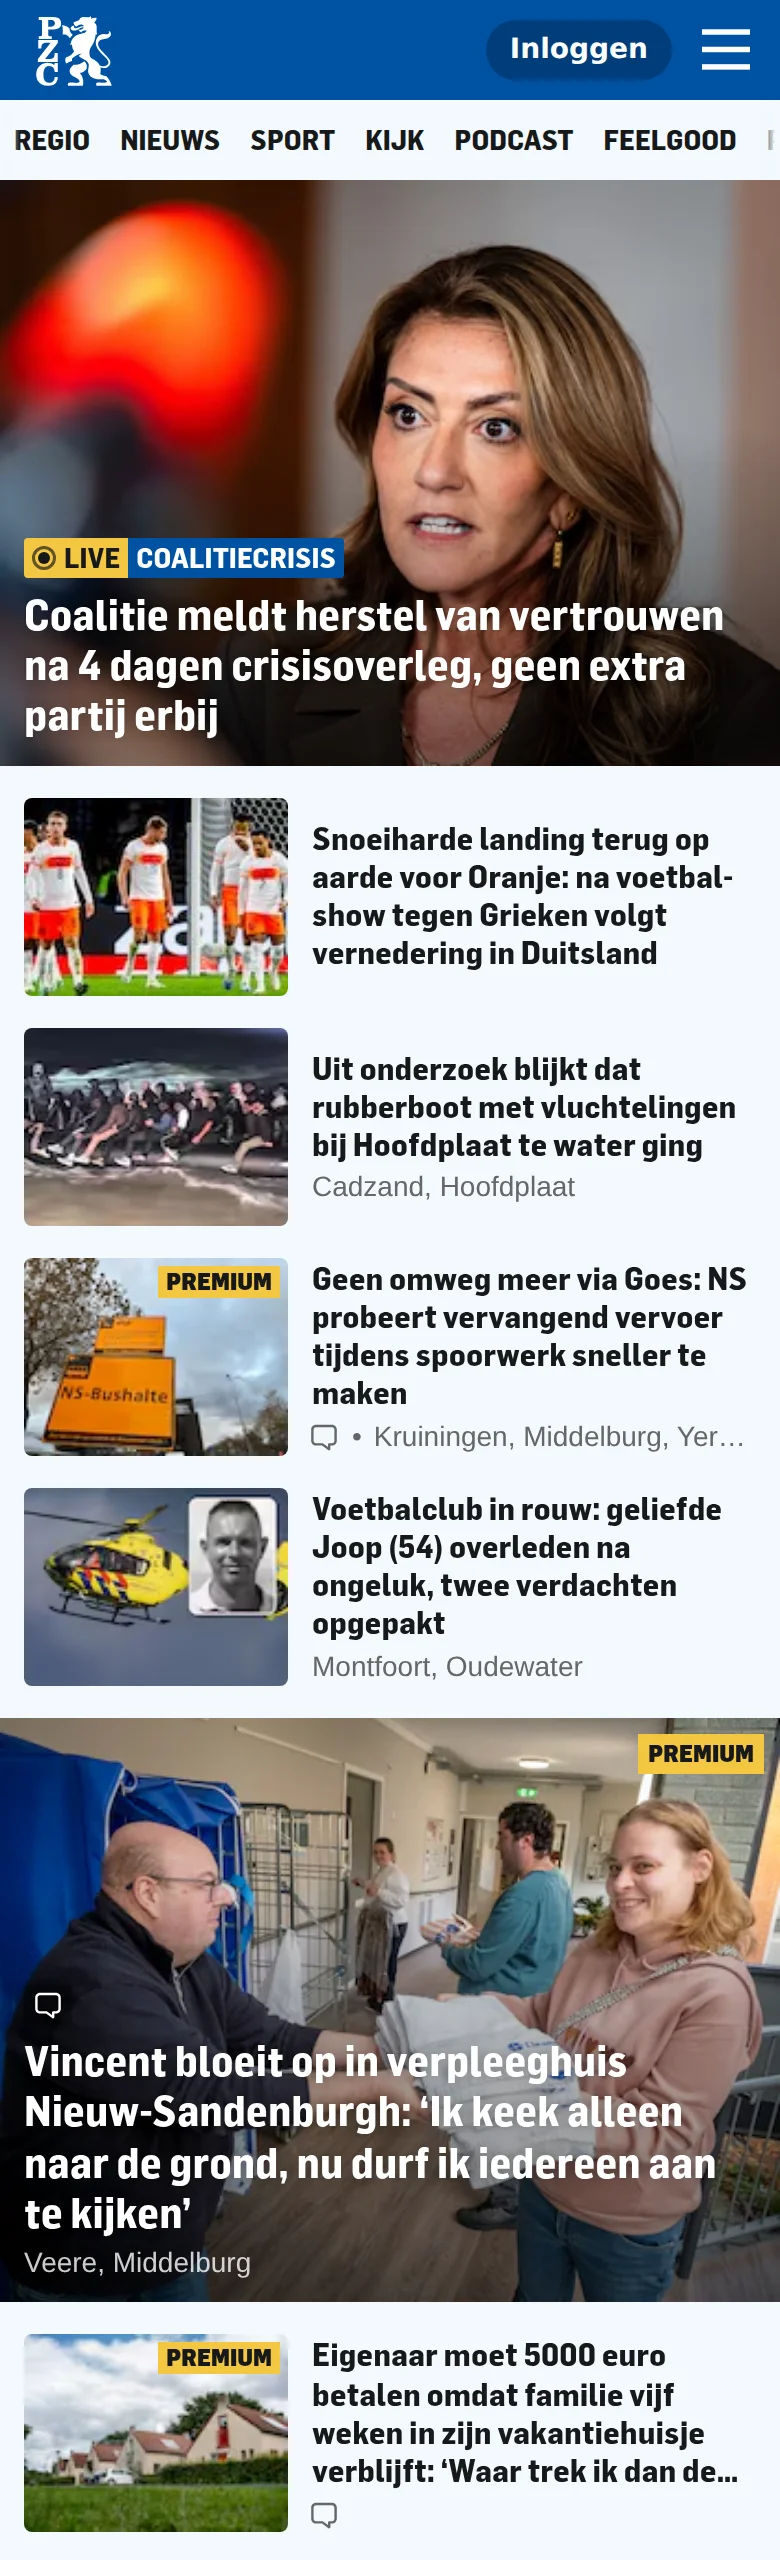 PZC
Inloggen
REGIO NIEUWS SPORT KIJK PODCAST FEELGOOD
LIVE COALITIECRISIS
Coalitie meldt herstel van vertrouwen
na 4 dagen crisisoverleg, geen extra
partij erbij
Snoeiharde landing terug op
aarde voor Oranje: na voetbal-
show tegen Grieken volgt
vernedering in Duitsland
Uit onderzoek blijkt dat
rubberboot met vluchtelingen
bij Hoofdplaat te water ging
Cadzand, Hoofdplaat
PREMIUM
NS-Bushalte
Geen omweg meer via Goes: NS
probeert vervangend vervoer
tijdens spoorwerk sneller te
maken
• Kruiningen, Middelburg, Yer…
Voetbalclub in rouw: geliefde
Joop (54) overleden na
ongeluk, twee verdachten
opgepakt
Montfoort, Oudewater
PREMIUM
Vincent bloeit op in verpleeghuis
Nieuw-Sandenburgh: ‘Ik keek alleen
naar de grond, nu durf ik iedereen aan
te kijken’
Veere, Middelburg
PREMIUM
Eigenaar moet 5000 euro
betalen omdat familie vijf
weken in zijn vakantiehuisje
verblijft: ‘Waar trek ik dan de…